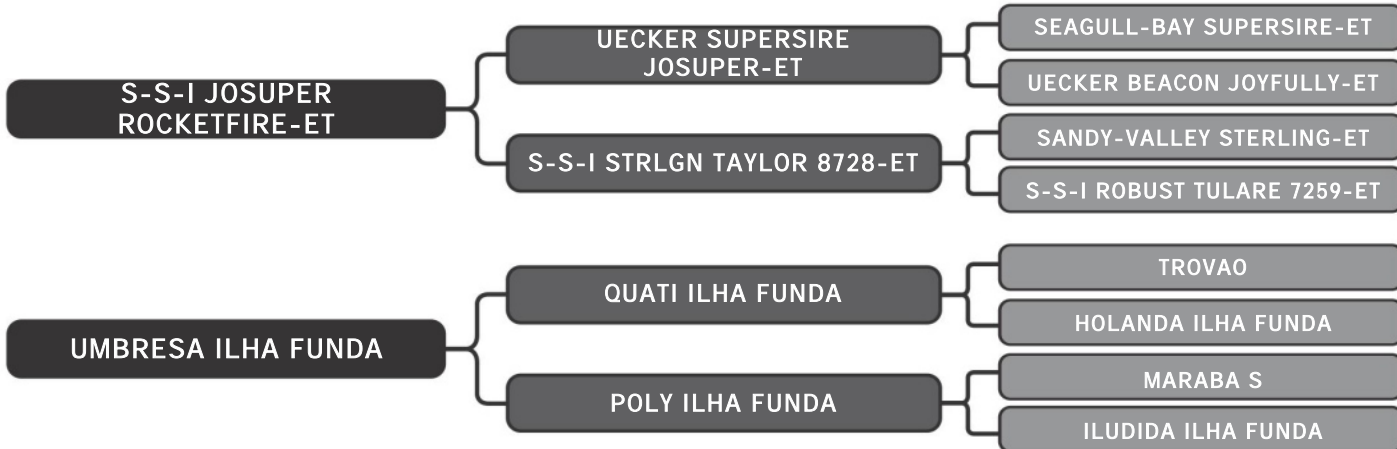 S-S-I JOSUPER
ROCKETFIRE-ET
UECKER SUPERSIRE
JOSUPER-ET
SEAGULL-BAY SUPERSIRE-ET
UECKER BEACON JOYFULLY-ET
S-S-I STRLGN TAYLOR 8728-ET
SANDY-VALLEY STERLING-ET
S-S-I ROBUST TULARE 7259-ET
UMBRESA ILHA FUNDA
QUATI ILHA FUNDA
TROVAO
HOLANDA ILHA FUNDA
POLY ILHA FUNDA
MARABA S
ILUDIDA ILHA FUNDA